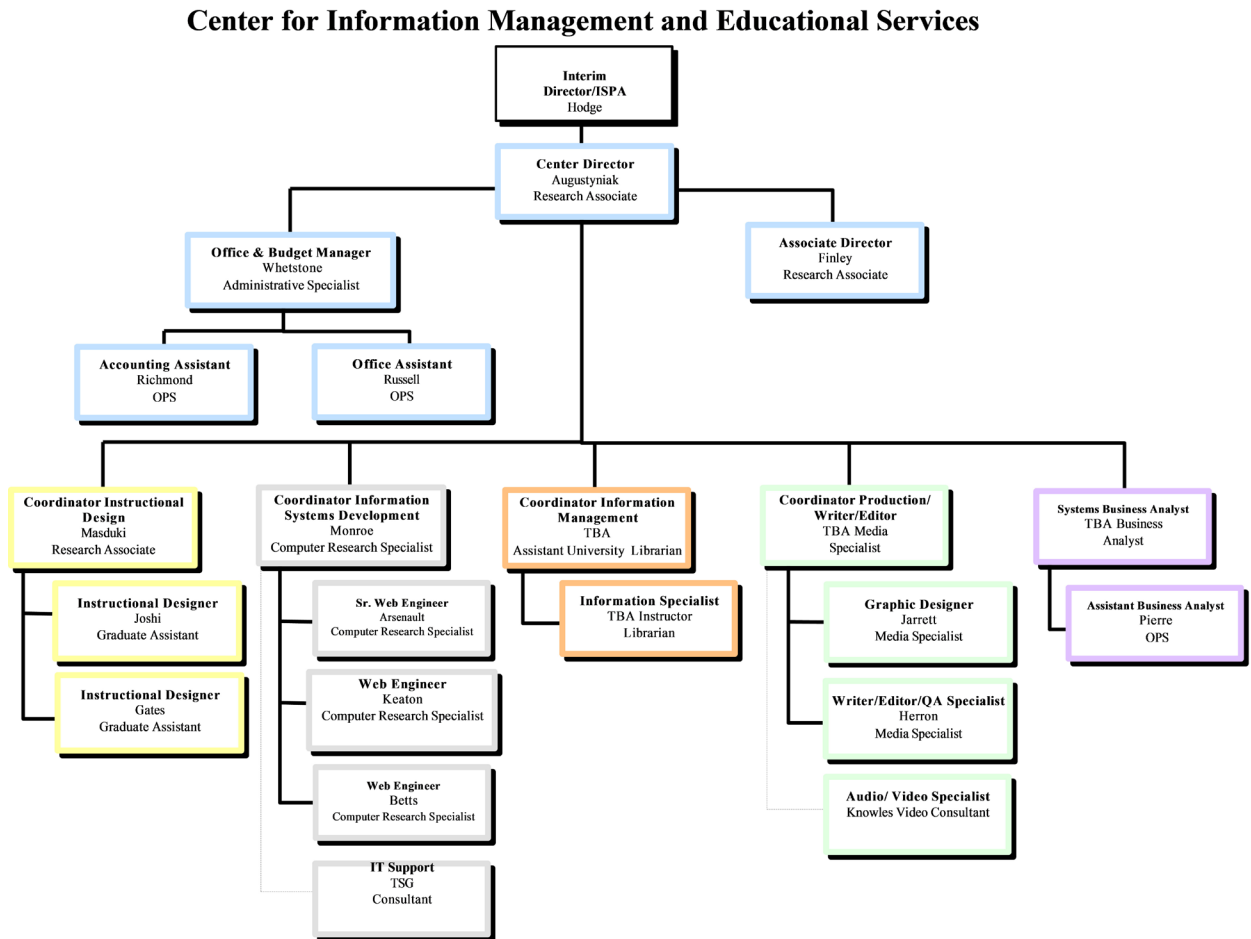 Center for Information Management and Educational Services
Interim
Director/ISPA
Hodge
Center Director
Augustyniak
Research Associate
Office & Budget Manager
Whetstone
Administrative Specialist
Associate Director
Finley
Research Associate
Accounting Assistant
Richmond
OPS
Office Assistant
Russell
OPS
Coordinator Instructional
Design
Masduki
Research Associate
Instructional Designer
Joshi
Graduate Assistant
Instructional Designer
Gates
Graduate Assistant
Coordinator Information
Systems Development
Monroe
Computer Research Specialist
Sr. Web Engineer
Arsenault
Computer Research Specialist
Web Engineer
Keaton
Computer Research Specialist
Web Engineer
Betts
Computer Research Specialist
IT Support
TSG
Consultant
Coordinator Information
Management
TBA
Assistant University Librarian
Information Specialist
TBA Instructor
Librarian
Coordinator Production/
Writer/Editor
TBA Media
Specialist
Graphic Designer
Jarrett
Media Specialist
Writer/Editor/QA Specialist
Herron
Media Specialist
Audio/ Video Specialist
Knowles Video Consultant
Systems Business Analyst
TBA Business
Analyst
Assistant Business Analyst
Pierre
OPS